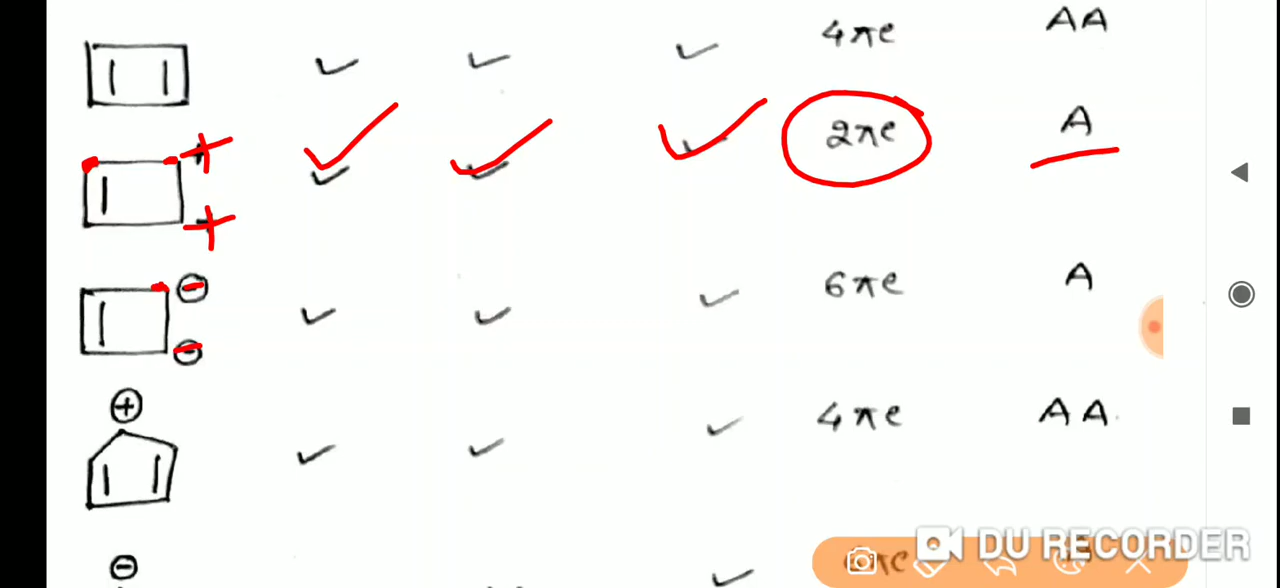 4πe AA
+ 2πe A
+
⊖ 6πe A
⊖
⊕
4πe AA
⊖
DU RECORDER